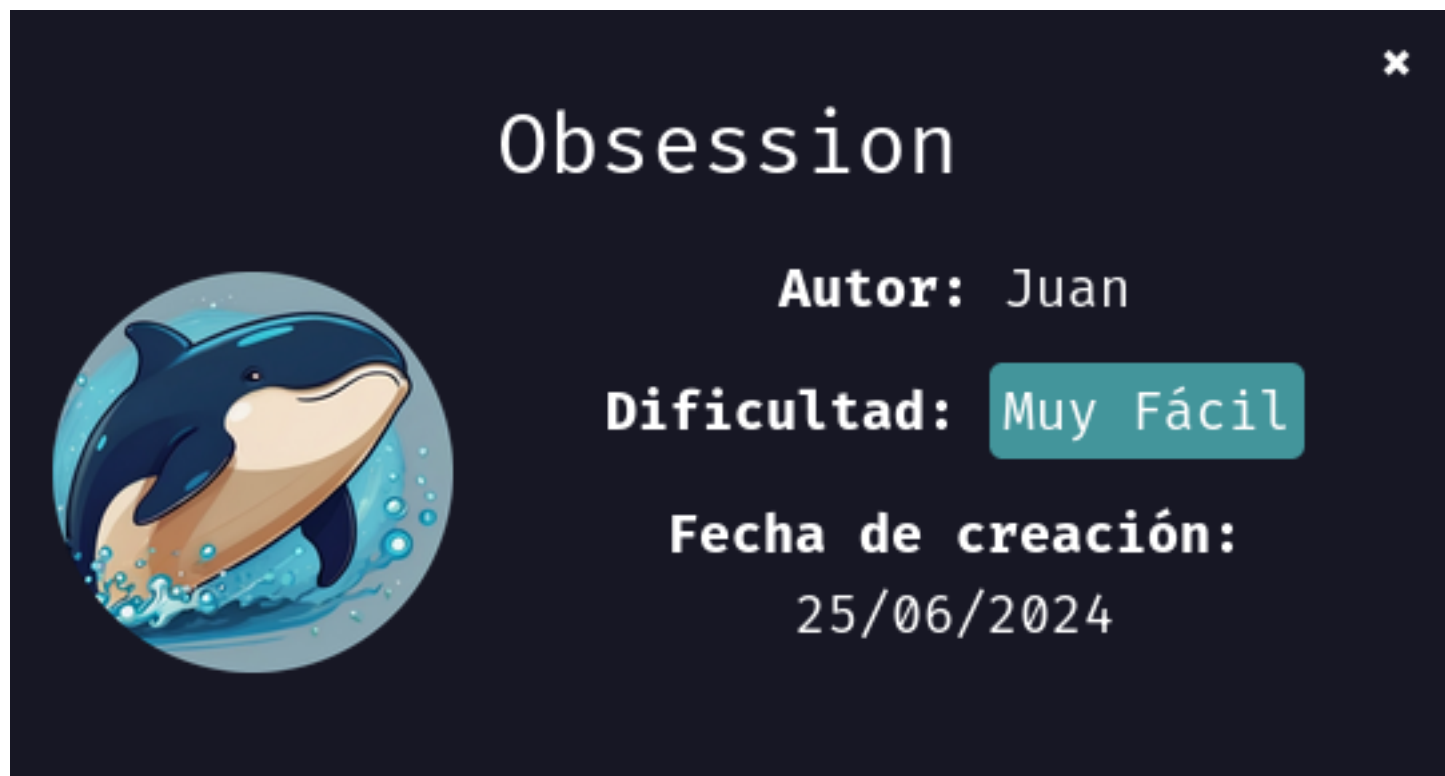 Obsession
Autor: Juan
Dificultad: Muy Fácil
Fecha de creación:
25/06/2024